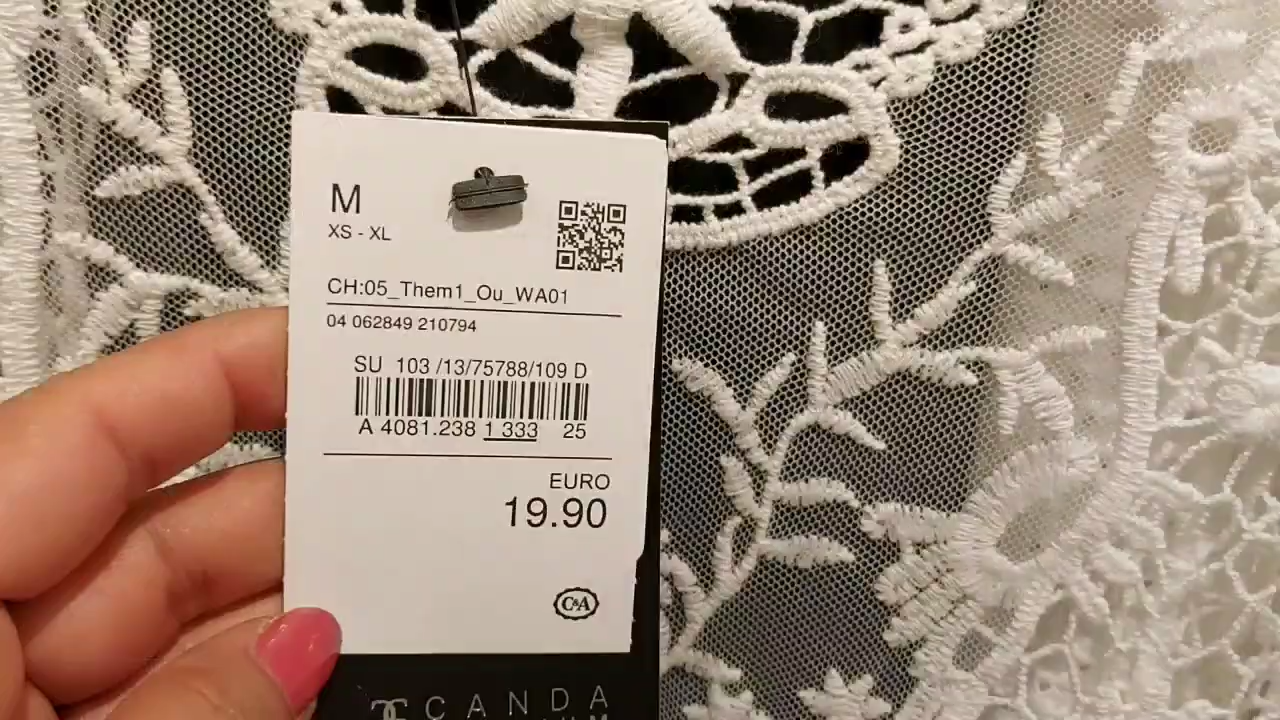 M
XS - XL
CH:05_Them1_Ou_WA01
04 062849 210794
SU 103 /13/75788/109 D
A 4081.238 1 333 25
EURO
19.90
C&A
CANDA